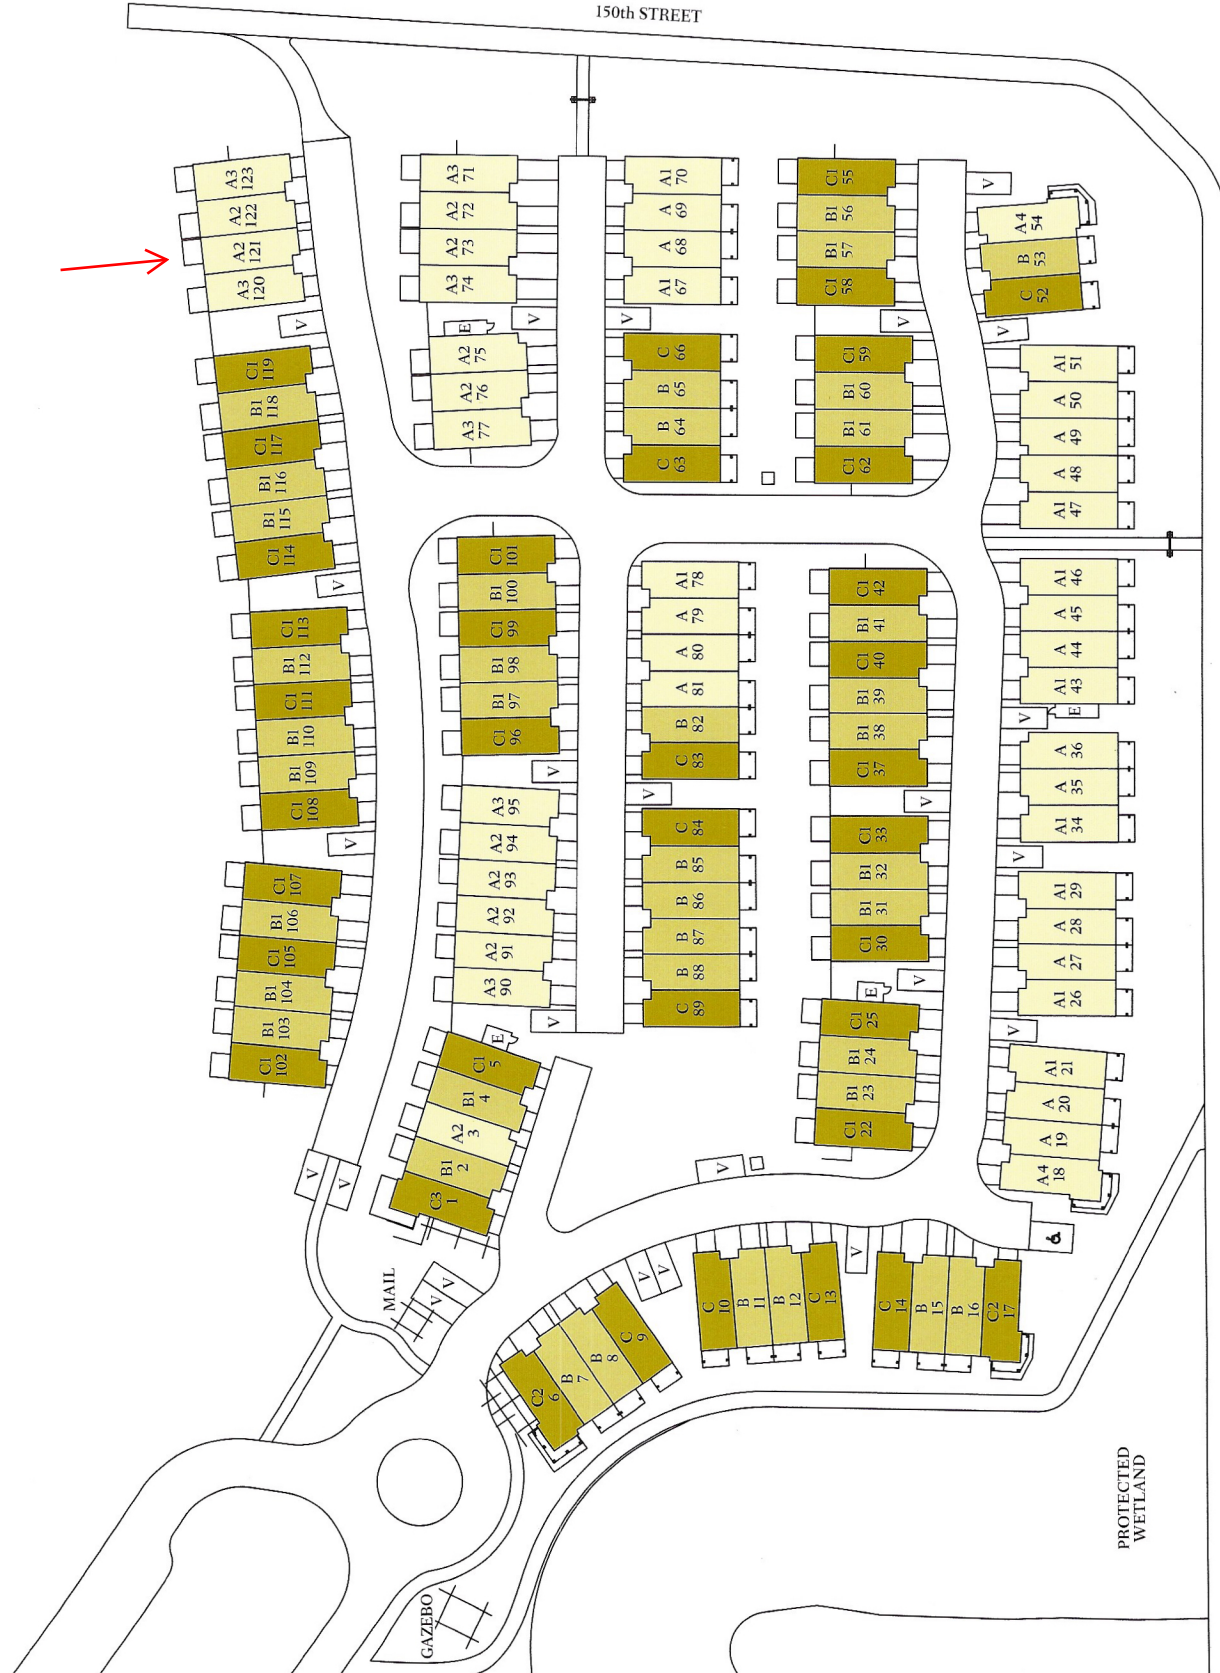 150th STREET
A3
123
A2
122
A2
121
A3
120
V
C1
119
B1
118
C1
117
B1
116
B1
115
C1
114
V
C1
113
B1
112
C1
111
B1
110
B1
109
C1
108
V
C1
107
B1
106
C1
105
B1
104
B1
103
C1
102
A3
71
A2
72
A2
73
A3
74
E
V
A2
75
A2
76
A3
77
A1
70
A
69
A
68
A1
67
V
C
66
B
65
B
64
C
63
C1
55
B1
56
B1
57
C1
58
V
C1
59
B1
60
B1
61
C1
62
V
A4
54
B
53
C
52
V
A1
51
A
50
A
49
A
48
A1
47
C1
101
B1
100
C1
99
B1
98
B1
97
C1
96
V
A3
95
A2
94
A2
93
A2
92
A2
91
A3
90
V
A1
78
A
79
A
80
A
81
B
82
C
83
V
C
84
B
85
B
86
B
87
B
88
C
89
C1
42
B1
41
C1
40
B1
39
B1
38
C1
37
V
C1
33
B1
32
B1
31
C1
30
E
V
C1
25
B1
24
B1
23
C1
22
A1
46
A
45
A
44
A1
43
V
E
A
36
A
35
A1
34
V
A1
29
A
28
A
27
A1
26
V
A1
21
A
20
A
19
A4
18
E
C1
5
B1
4
A2
3
B1
2
C3
1
V
V
V
MAIL
V
V
V
V
C2
6
B
7
B
8
C
9
C
10
B
11
B
12
C
13
V
C
14
B
15
B
16
C2
17
GAZEBO
PROTECTED
WETLAND